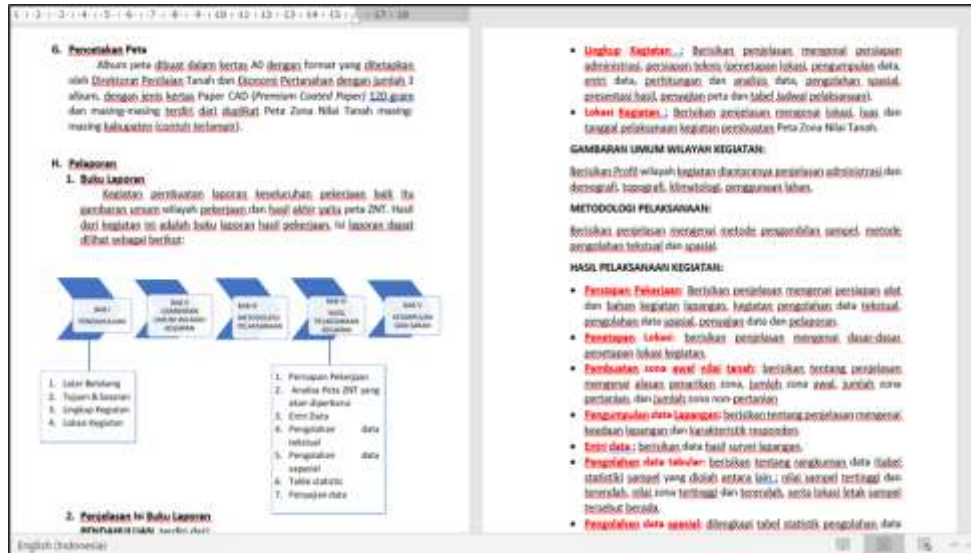 G. Pencetakan Peta
Album peta dibuat dalam kertas A0 dengan format yang ditetapkan
oleh Direktorat Penilaian Tanah dan Ekonomi Pertanahan dengan jumlah 3
album, dengan jenis kertas Paper CAD (Premium Coated Paper) 120 gram
dan masing-masing terdiri dari duplikat Peta Zona Nilai Tanah masing-
masing kabupaten (contoh terlampir).
H. Pelaporan
1. Buku Laporan
Kegiatan pembuatan laporan keseluruhan pekerjaan baik itu
gambaran umum wilayah pekerjaan dan hasil akhir yaitu peta ZNT. Hasil
dari kegiatan ini adalah buku laporan hasil pekerjaan. Isi laporan dapat
dilihat sebagai berikut:
BAB I
PENDAHULUAN
BAB II
GAMBARAN
UMUM WILAYAH
KEGIATAN
BAB III
METODOLOGI
PELAKSANAAN
BAB IV
HASIL
PELAKSANAAN
KEGIATAN
BAB V
KESIMPULAN
DAN SARAN
1. Latar Belakang
2. Tujuan & Sasaran
3. Lingkup Kegiatan
4. Lokasi Kegiatan
1. Persiapan Pekerjaan
2. Analisa Peta ZNT yang
akan diperbarui
3. Entri Data
4. Pengolahan data
tekstual
5. Pengolahan data
6. Table statistic
7. Penyajian data
2. Penjelasan Isi Buku Laporan
PENDAHULUAN, terdiri dari:
• Lingkup Kegiatan : Berisikan penjelasan mengenai persiapan
administrasi, persiapan teknis (penetapan lokasi, pengumpulan data,
entri data, perhitungan dan analisis data, pengolahan spasial,
presentasi hasil, penyajian peta dan tabel Jadwal pelaksanaan).
• Lokasi Kegiatan : Berisikan penjelasan mengenai lokasi, luas dan
tanggal pelaksanaan kegiatan pembuatan Peta Zona Nilai Tanah.
GAMBARAN UMUM WILAYAH KEGIATAN:
Berisikan Profil wilayah kegiatan diantaranya penjelasan administrasi dan
demografi, topografi, klimatologi, penggunaan lahan.
METODOLOGI PELAKSANAAN:
Berisikan penjelasan mengenai metode pengambilan sampel, metode
pengolahan tekstual dan spasial.
HASIL PELAKSANAAN KEGIATAN:
• Persiapan Pekerjaan: Berisikan penjelasan mengenai persiapan alat
dan bahan kegiatan lapangan, kegiatan pengolahan data tekstual,
pengolahan data spasial, penyajian data dan pelaporan.
• Penetapan Lokasi: berisikan penjelasan mengenai dasar-dasar
penetapan lokasi kegiatan.
• Pembuatan zona awal nilai tanah: berisikan tentang penjelasan
mengenai alasan penarikan zona, jumlah zona awal, jumlah zona
pertanian, dan jumlah zona non-pertanian
• Pengumpulan data Lapangan: berisikan tentang penjelasan mengenai
keadaan lapangan dan karakteristik responden.
• Entri data : berisikan data hasil survei lapangan.
• Pengolahan data tabular: berisikan tentang rangkuman data (tabel
statistik) sampel yang diolah antara lain : nilai sampel tertinggi dan
terendah, nilai zona tertinggi dan terendah, serta lokasi letak sampel
tersebut berada.
• Pengolahan data spasial: dilengkapi tabel statistik pengolahan data
English (Indonesia)